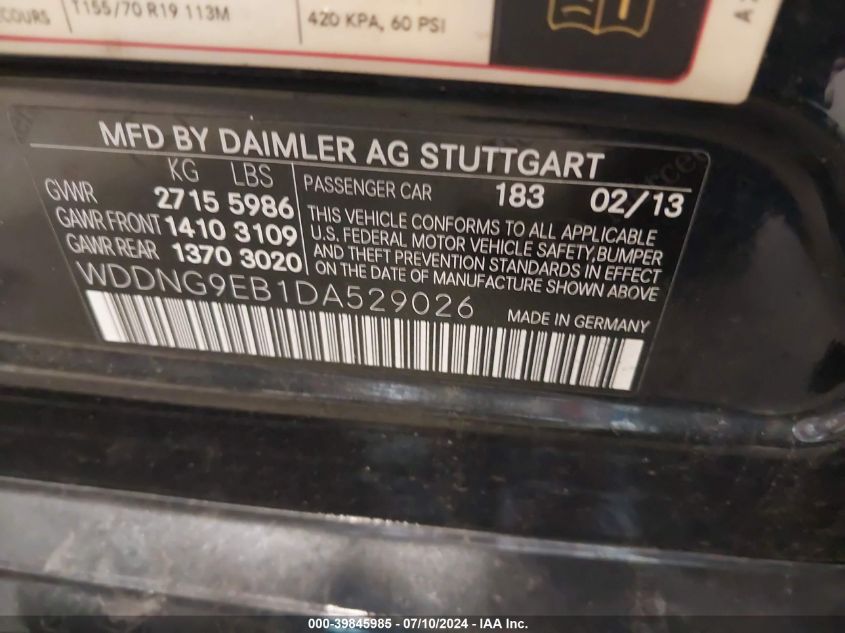 COURS T155/70 R19 113M 420 KPA, 60 PSI
MFD BY DAIMLER AG STUTTGART
KG LBS
GVWR 2715 5986
GAWR FRONT 1410 3109
GAWR REAR 1370 3020
PASSENGER CAR 183 02/13
THIS VEHICLE CONFORMS TO ALL APPLICABLE
U.S. FEDERAL MOTOR VEHICLE SAFETY,BUMPER
AND THEFT PREVENTION STANDARDS IN EFFECT
ON THE DATE OF MANUFACTURE SHOWN ABOVE
WDDNG9EB1DA529026
MADE IN GERMANY
000-39845985 - 07/10/2024 - IAA Inc.